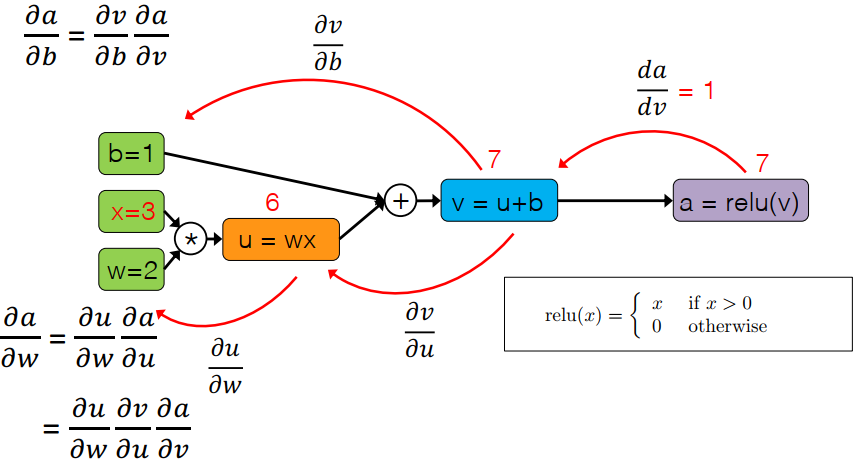 ∂a/∂b = ∂v/∂b ∂a/∂v
∂v/∂b
da/dv = 1
b=1
7
7
x=3
6
*
+
v = u+b
a = relu(v)
u = wx
w=2
relu(x) = { x if x > 0
0 otherwise
∂a/∂w = ∂u/∂w ∂a/∂u
∂u/∂w
∂v/∂u
= ∂u/∂w ∂v/∂u ∂a/∂v